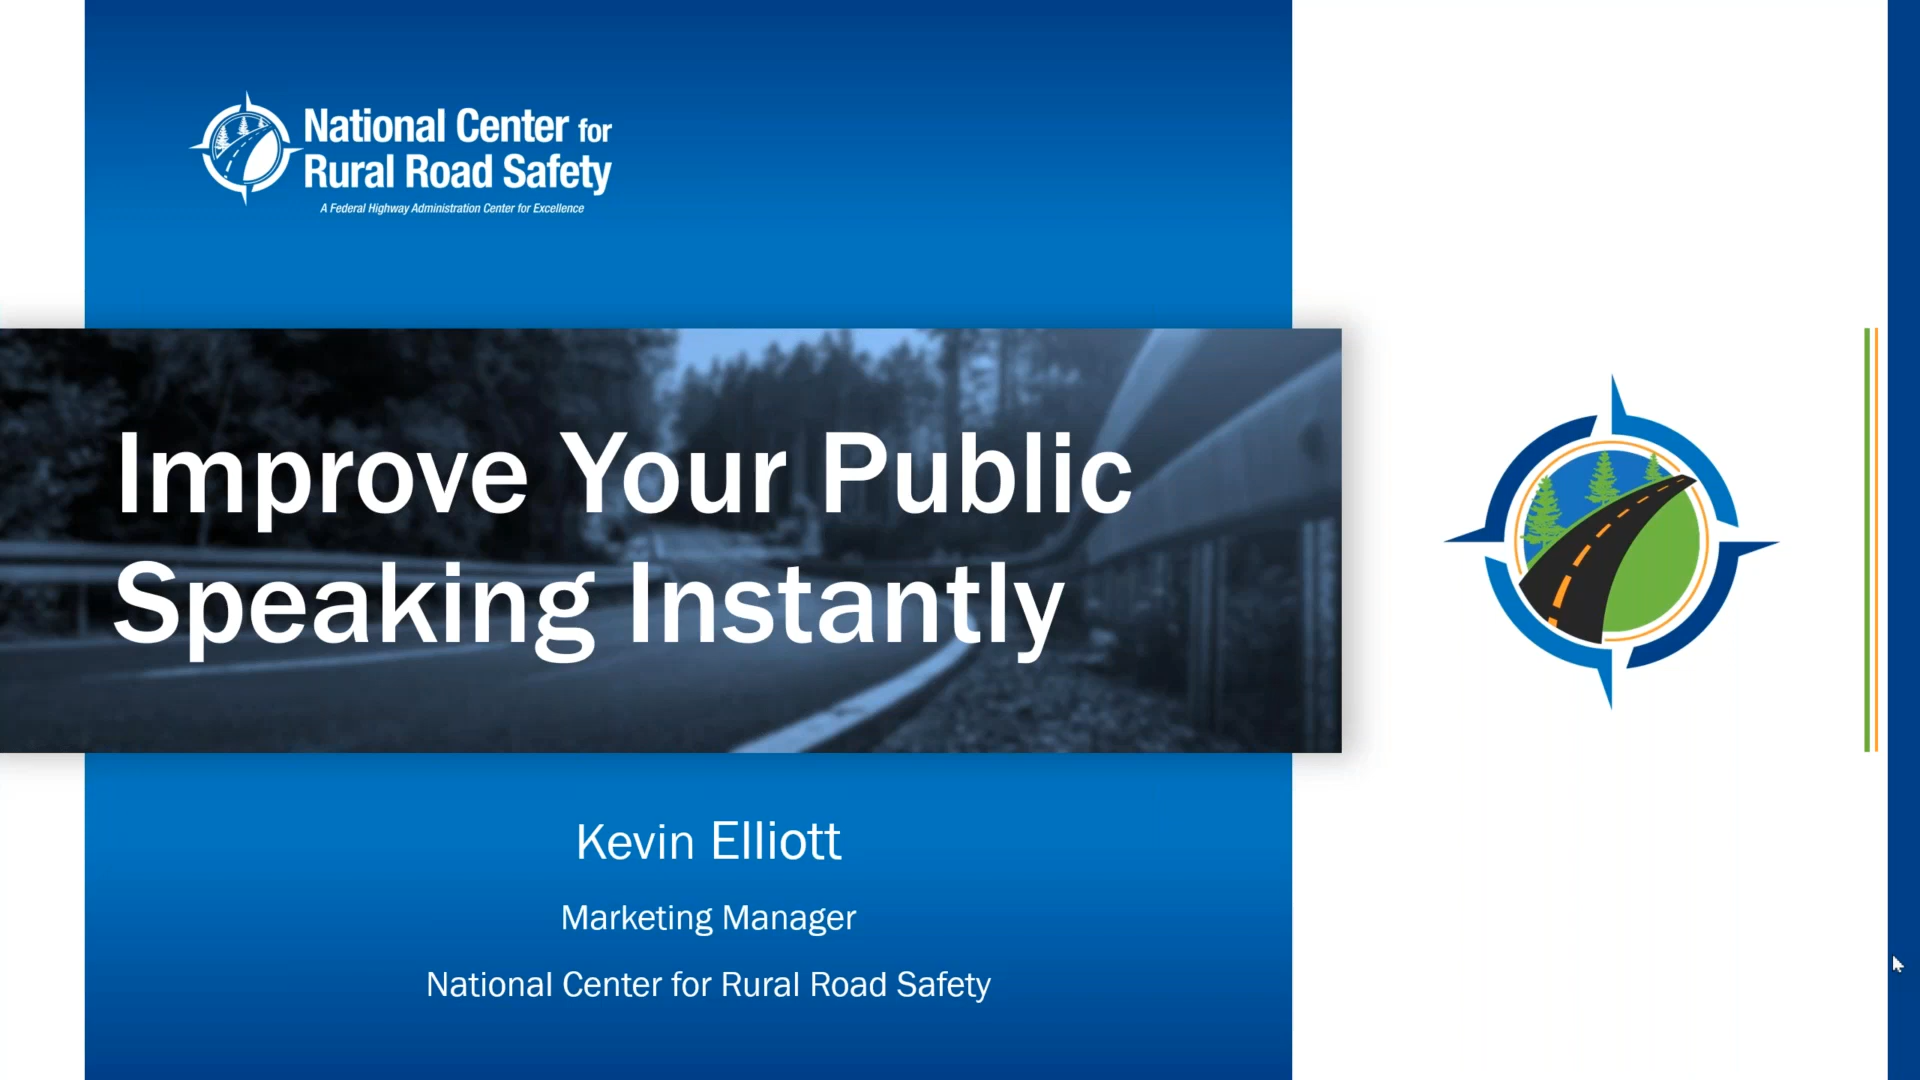 National Center for
Rural Road Safety
A Federal Highway Administration Center for Excellence
Improve Your Public
Speaking Instantly
Kevin Elliott
Marketing Manager
National Center for Rural Road Safety